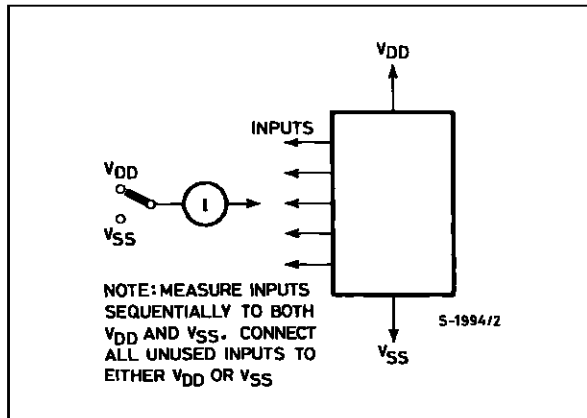 VDD
INPUTS
VDD
I
VSS
NOTE: MEASURE INPUTS
SEQUENTIALLY TO BOTH
VDD AND VSS. CONNECT
ALL UNUSED INPUTS TO
EITHER VDD OR VSS
S-1994/2
VSS